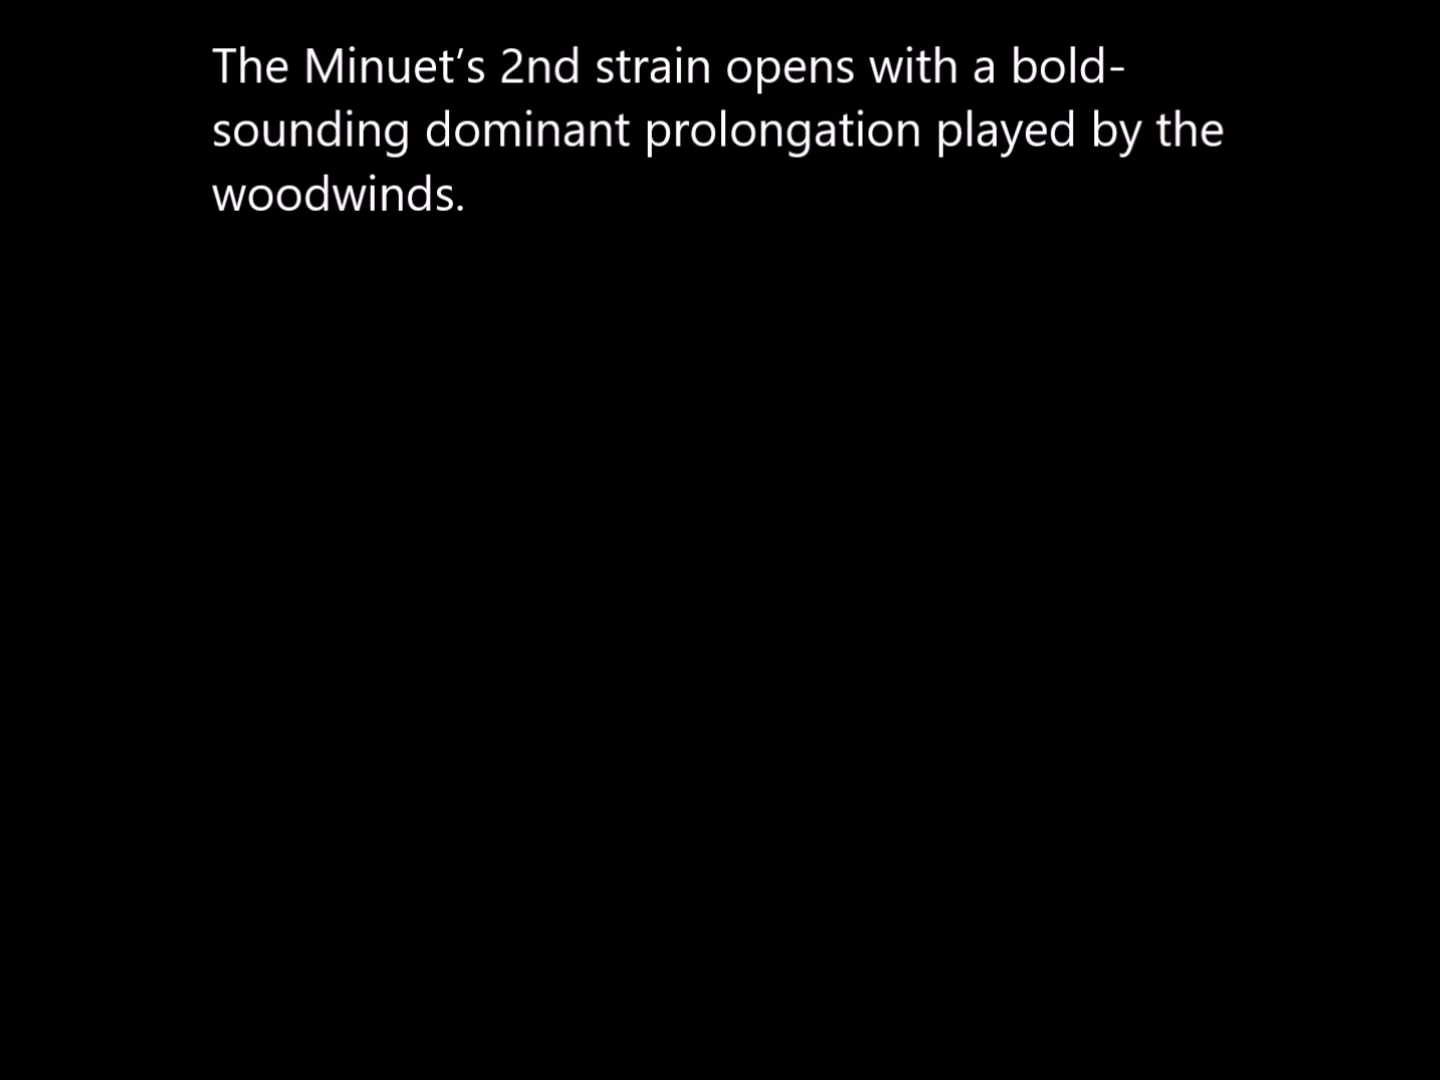 The Minuet’s 2nd strain opens with a bold-
sounding dominant prolongation played by the
woodwinds.